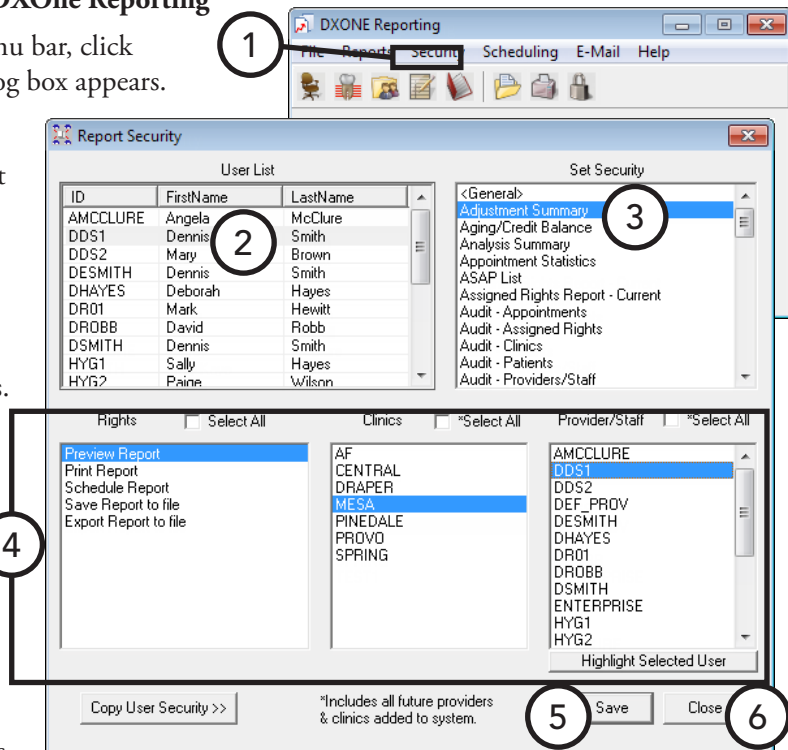 DXOne Reporting
nu bar, click
og box appears.
t
s.
1
DXONE Reporting
File Reports Security Scheduling E-Mail Help
Report Security
User List
ID FirstName LastName
AMCCLURE Angela McClure
DDS1 Dennis Smith
DDS2 Mary Brown
DESMITH Dennis Smith
DHAYES Deborah Hayes
DR01 Mark Hewitt
DROBB David Robb
DSMITH Dennis Smith
HYG1 Sally Hayes
HYG2 Paige Wilson
2
Set Security
<General>
Adjustment Summary
Aging/Credit Balance
Analysis Summary
Appointment Statistics
ASAP List
Assigned Rights Report - Current
Audit - Appointments
Audit - Assigned Rights
Audit - Clinics
Audit - Patients
Audit - Providers/Staff
3
4
Rights Select All
Preview Report
Print Report
Schedule Report
Save Report to file
Export Report to file
Clinics *Select All
AF
CENTRAL
DRAPER
MESA
PINEDALE
PROVO
SPRING
Provider/Staff *Select All
AMCCLURE
DDS1
DDS2
DEF_PROV
DESMITH
DHAYES
DR01
DROBB
DSMITH
ENTERPRISE
HYG1
HYG2
Highlight Selected User
Copy User Security >>
*Includes all future providers
& clinics added to system.
5
Save
Close
6